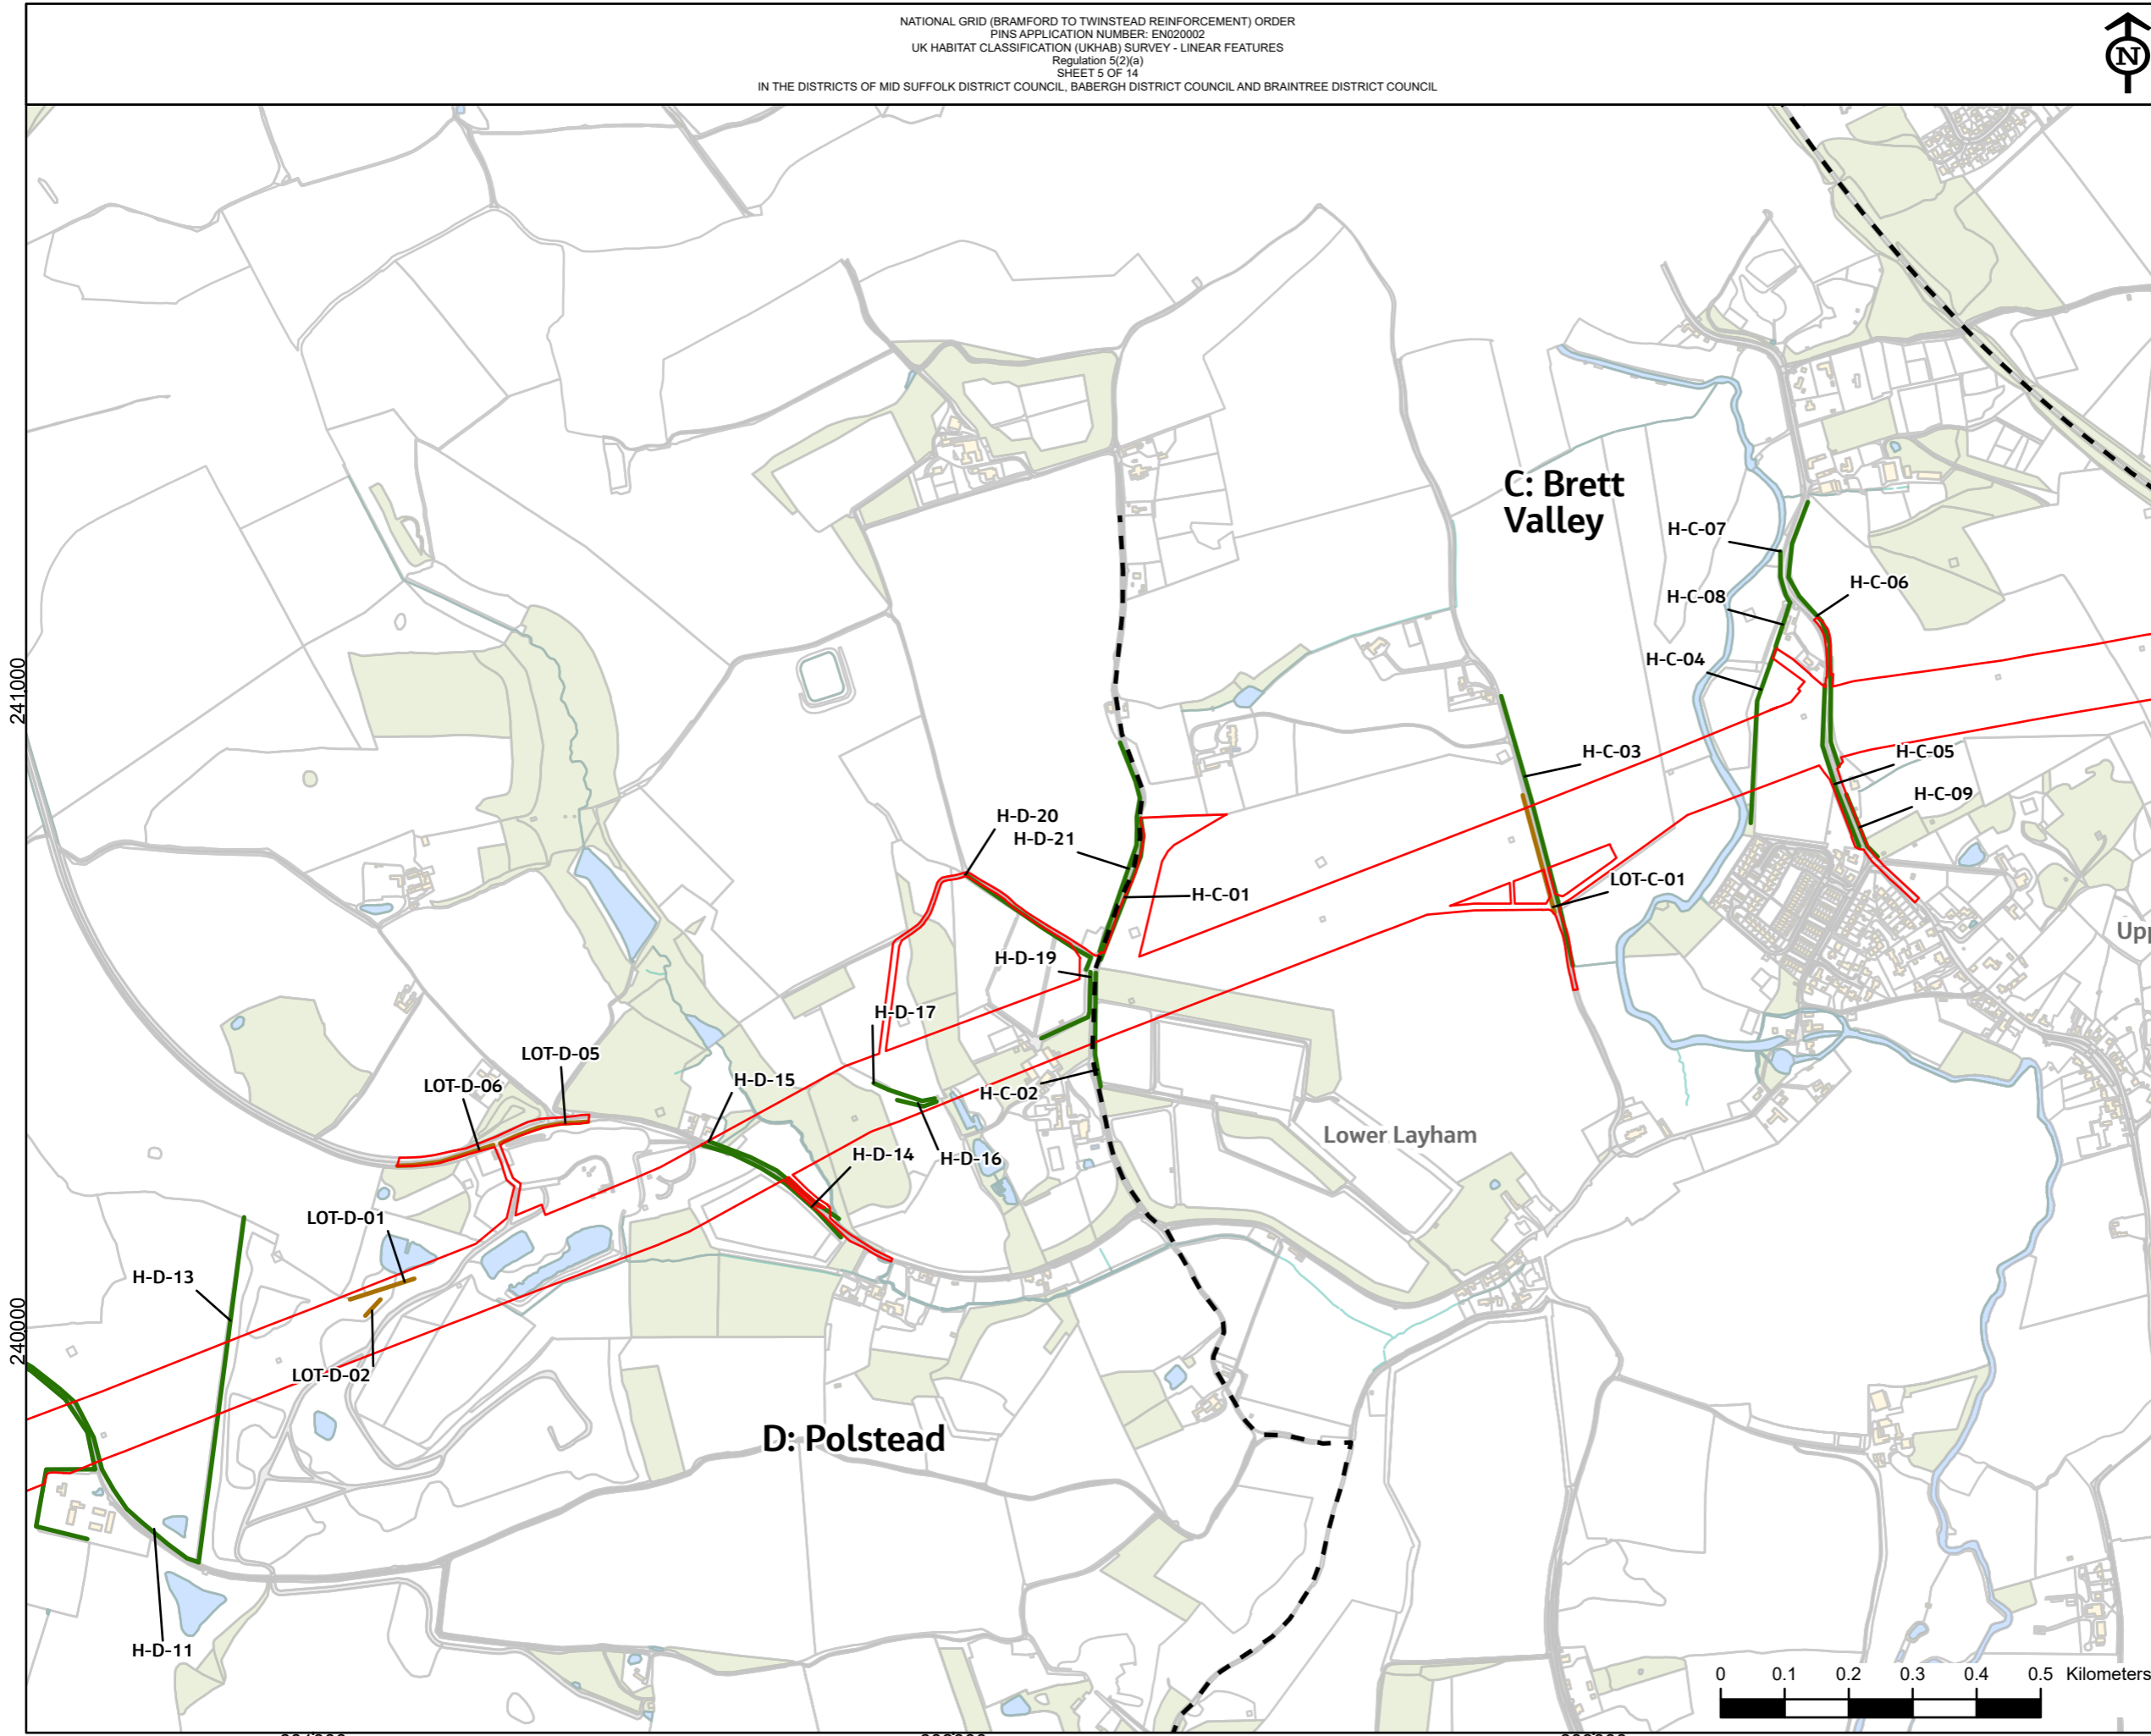 NATIONAL GRID (BRAMFORD TO TWINSTEAD REINFORCEMENT) ORDER
PINS APPLICATION NUMBER: EN020002
UK HABITAT CLASSIFICATION (UKHAB) SURVEY - LINEAR FEATURES
Regulation 5(2)(a)
SHEET 5 OF 14
IN THE DISTRICTS OF MID SUFFOLK DISTRICT COUNCIL, BABERGH DISTRICT COUNCIL AND BRAINTREE DISTRICT COUNCIL
N
C: Brett
Valley
H-C-07
H-C-06
H-C-08
H-C-04
241000
H-C-03
H-C-05
H-C-09
H-D-20
H-D-21
LOT-C-01
H-C-01
Upp
H-D-19
H-D-17
LOT-D-05
H-D-15
LOT-D-06
H-C-02
Lower Layham
H-D-14
H-D-16
LOT-D-01
H-D-13
240000
LOT-D-02
D: Polstead
H-D-11
0 0.1 0.2 0.3 0.4 0.5 Kilometers